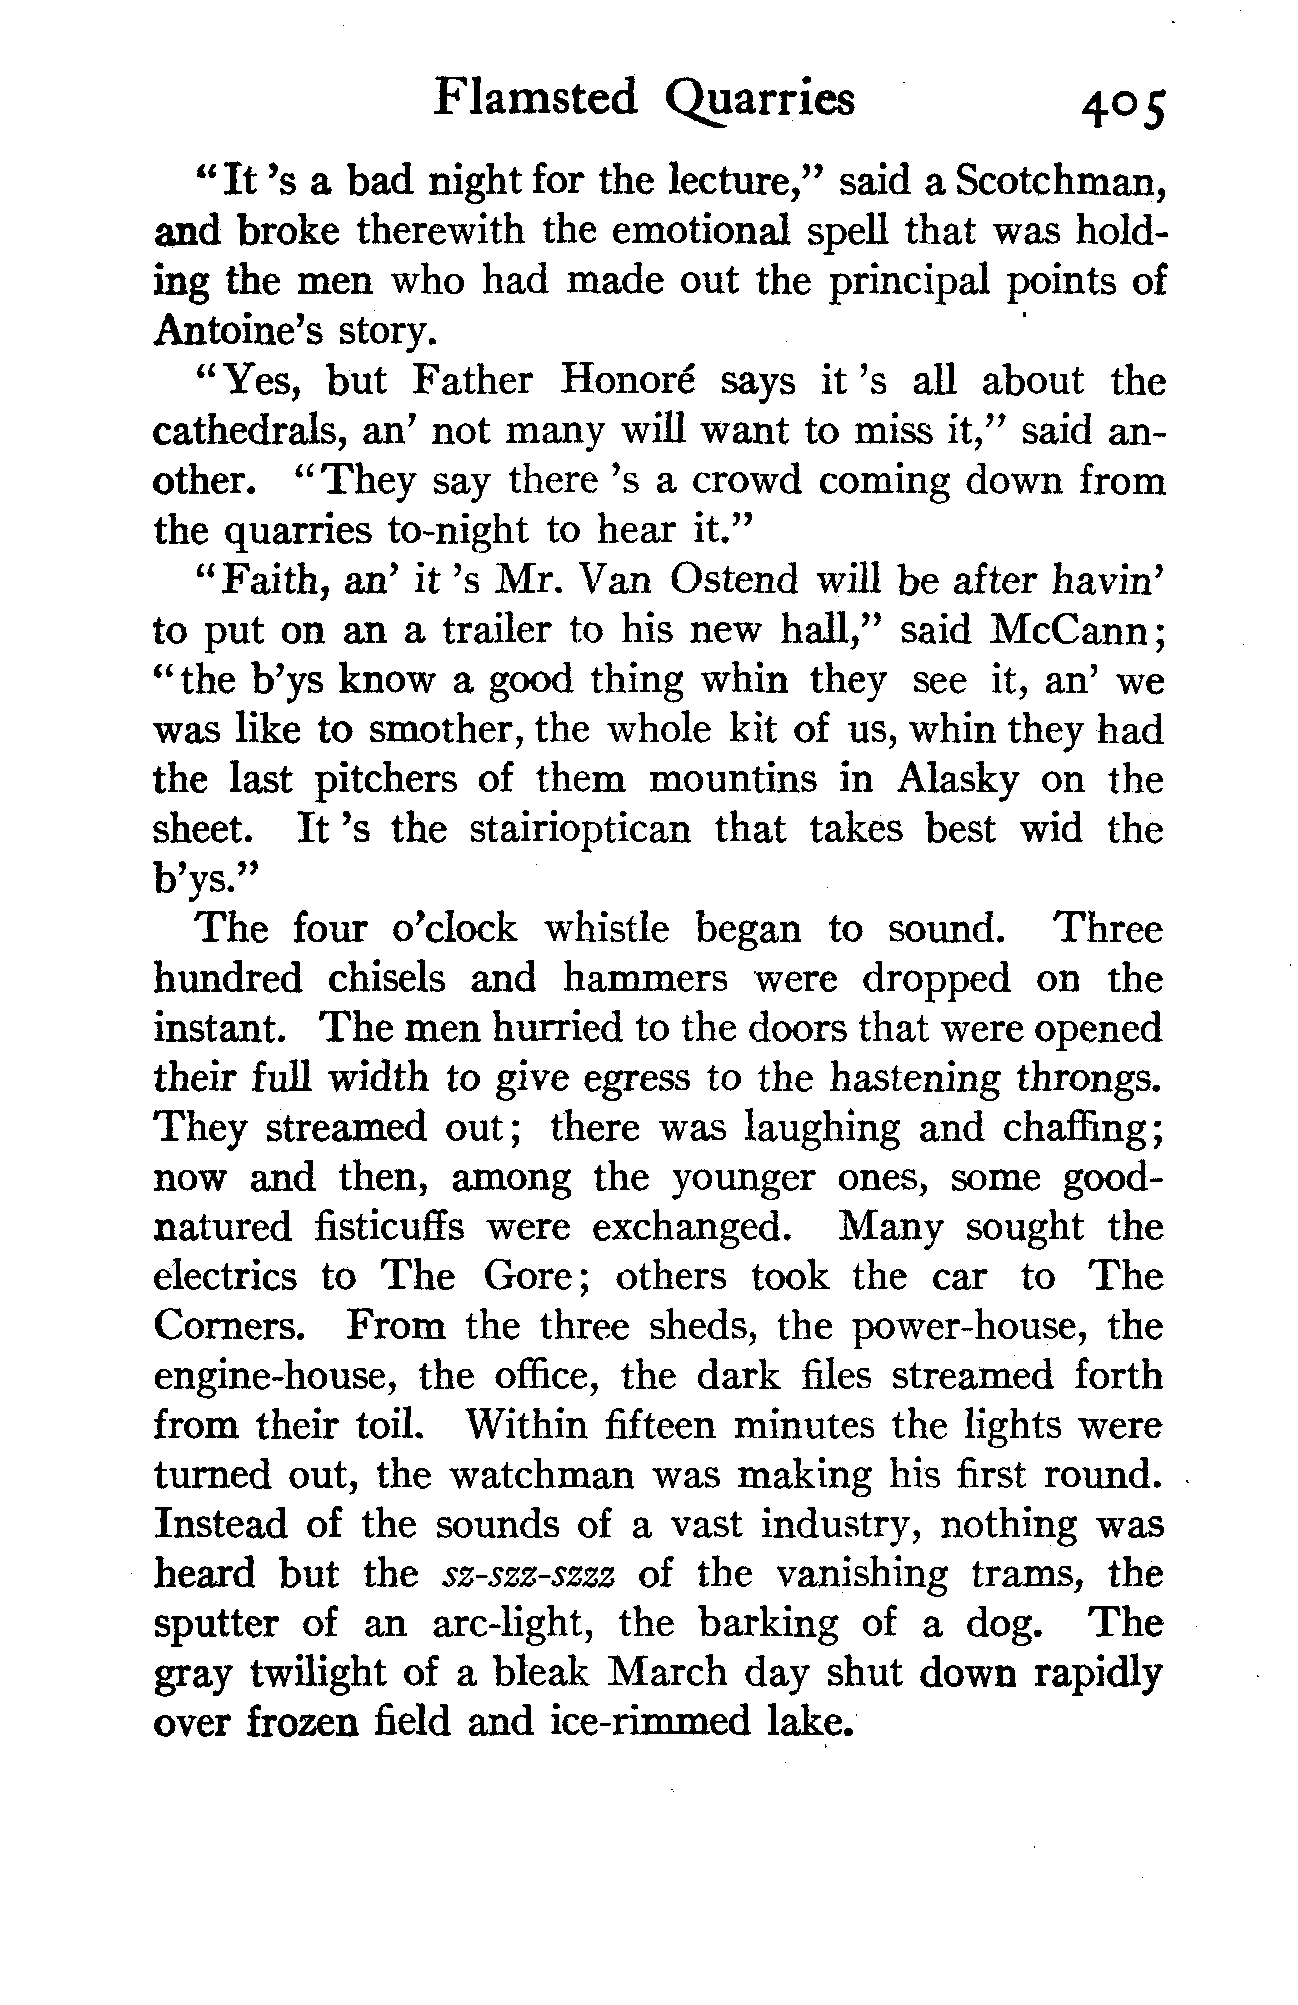 Flamsted Quarries 405
"It 's a bad night for the lecture," said a Scotchman,
and broke therewith the emotional spell that was hold-
ing the men who had made out the principal points of
Antoine's story.
"Yes, but Father Honoré says it 's all about the
cathedrals, an' not many will want to miss it," said an-
other. "They say there 's a crowd coming down from
the quarries to-night to hear it."
"Faith, an' it 's Mr. Van Ostend will be after havin'
to put on an a trailer to his new hall," said McCann;
"the b'ys know a good thing whin they see it, an' we
was like to smother, the whole kit of us, whin they had
the last pitchers of them mountins in Alasky on the
sheet. It 's the stairioptican that takes best wid the
b'ys."
The four o'clock whistle began to sound. Three
hundred chisels and hammers were dropped on the
instant. The men hurried to the doors that were opened
their full width to give egress to the hastening throngs.
They streamed out; there was laughing and chaffing;
now and then, among the younger ones, some good-
natured fisticuffs were exchanged. Many sought the
electrics to The Gore; others took the car to The
Corners. From the three sheds, the power-house, the
engine-house, the office, the dark files streamed forth
from their toil. Within fifteen minutes the lights were
turned out, the watchman was making his first round.
Instead of the sounds of a vast industry, nothing was
heard but the sz-szz-szzz of the vanishing trams, the
sputter of an arc-light, the barking of a dog. The
gray twilight of a bleak March day shut down rapidly
over frozen field and ice-rimmed lake.